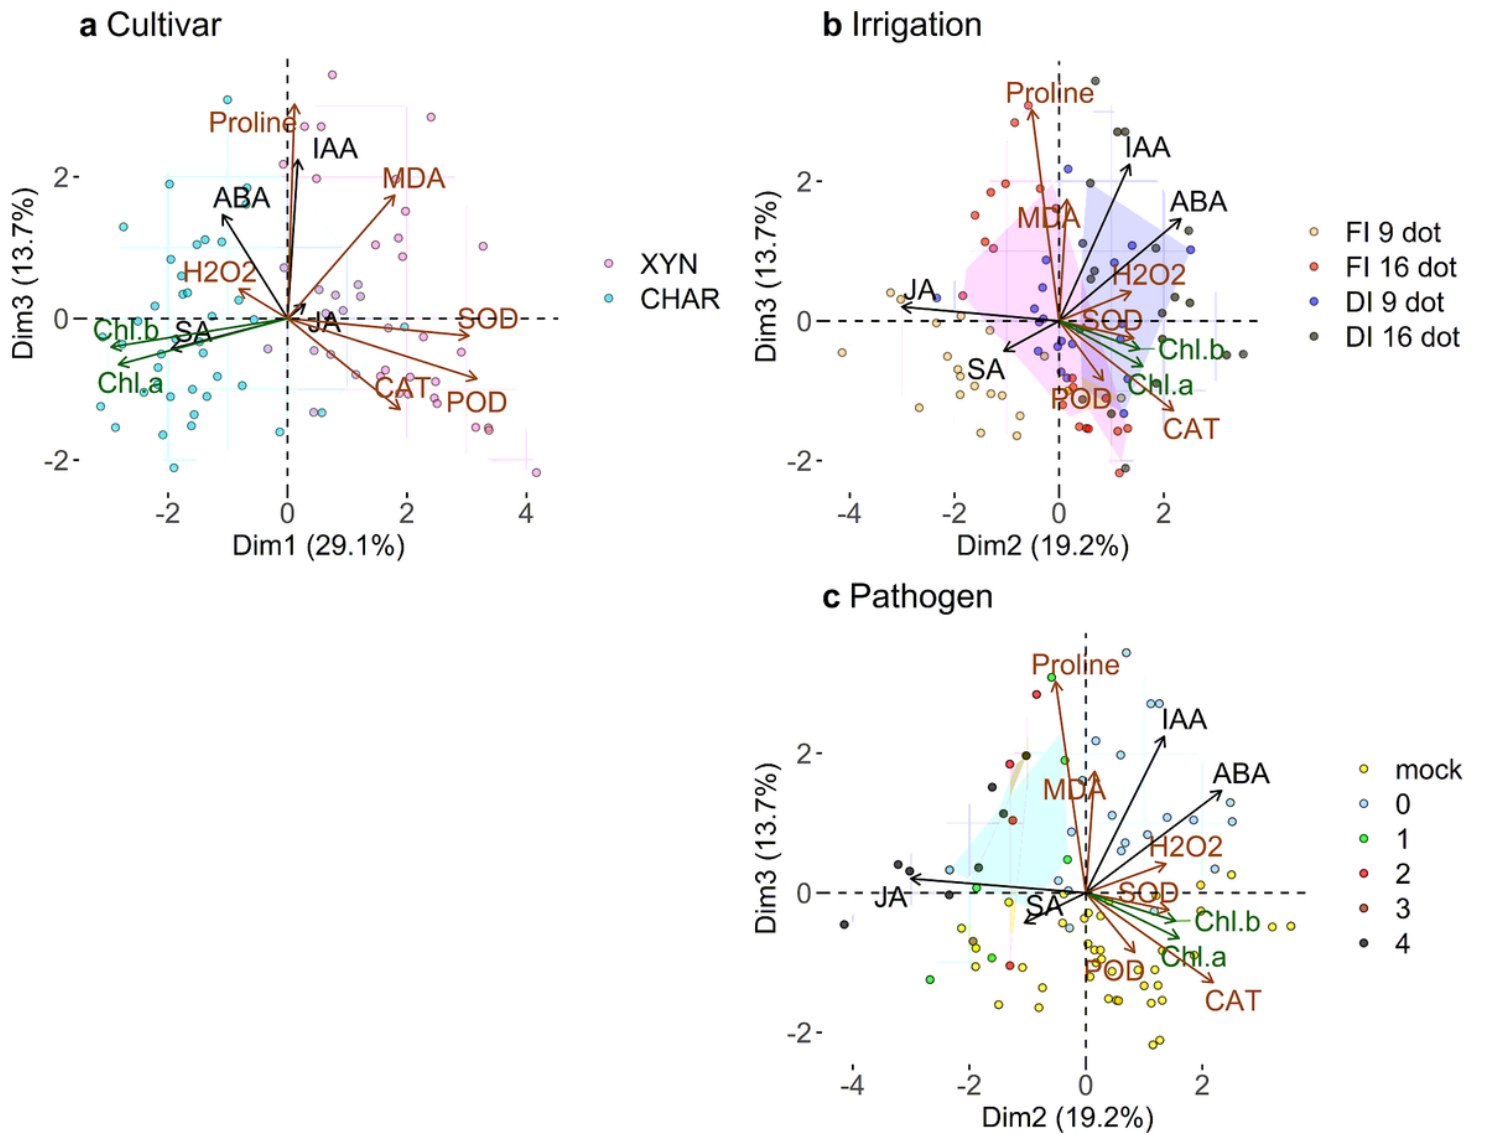 a Cultivar
Proline
IAA
ABA
MDA
H2O2
JA
SOD
Chl.b
SA
Chl.a
CAT
POD
2
0
-2
-2
0
2
4
Dim3 (13.7%)
Dim1 (29.1%)
XYN
CHAR
b Irrigation
Proline
IAA
MDA
ABA
H2O2
JA
SOD
Chl.b
SA
Chl.a
POD
CAT
2
0
-2
-4
-2
0
2
Dim3 (13.7%)
Dim2 (19.2%)
FI 9 dot
FI 16 dot
DI 9 dot
DI 16 dot
c Pathogen
Proline
IAA
MDA
ABA
H2O2
JA
SOD
SA
Chl.b
Chl.a
POD
CAT
2
0
-2
-4
-2
0
2
Dim3 (13.7%)
Dim2 (19.2%)
mock
0
1
2
3
4